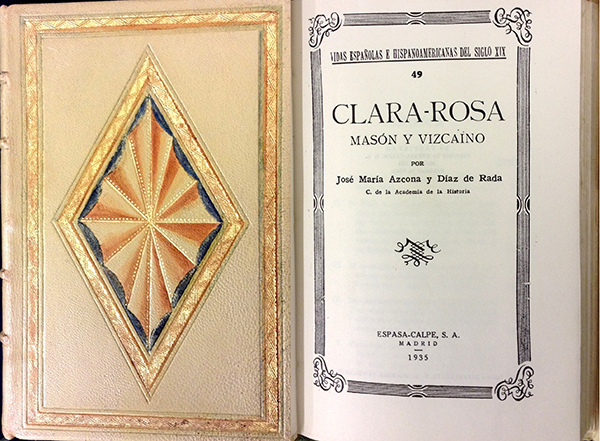 VIDAS ESPAÑOLAS E HISPANOAMERICANAS DEL SIGLO XIX
49
CLARA-ROSA
MASÓN Y VIZCAÍNO
POR
José María Azcona y Díaz de Rada
C. de la Academia de la Historia
ESPASA-CALPE, S. A.
MADRID
1935